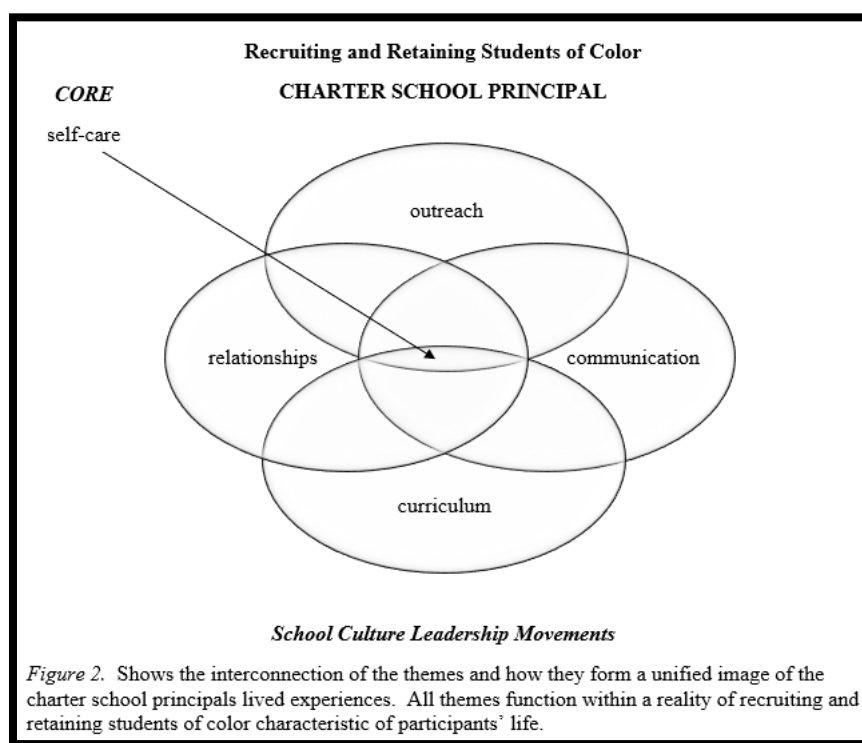 Recruiting and Retaining Students of Color
CORE
CHARTER SCHOOL PRINCIPAL
self-care
outreach
relationships
communication
curriculum
School Culture Leadership Movements
Figure 2.  Shows the interconnection of the themes and how they form a unified image of the
charter school principals lived experiences.  All themes function within a reality of recruiting and
retaining students of color characteristic of participants’ life.